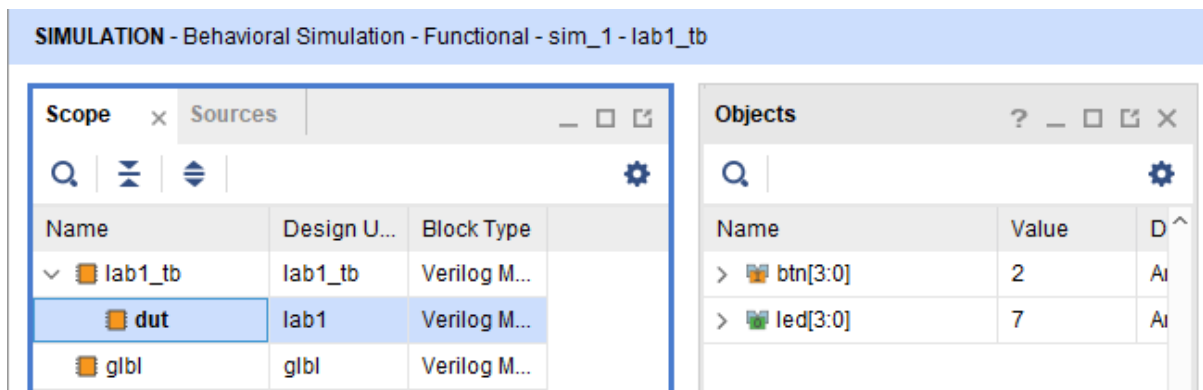 SIMULATION - Behavioral Simulation - Functional - sim_1 - lab1_tb
Scope Sources
Name Design U... Block Type
lab1_tb lab1_tb Verilog M...
dut lab1 Verilog M...
glbl glbl Verilog M...
Objects ?
Name Value D
btn[3:0] 2
led[3:0] 7